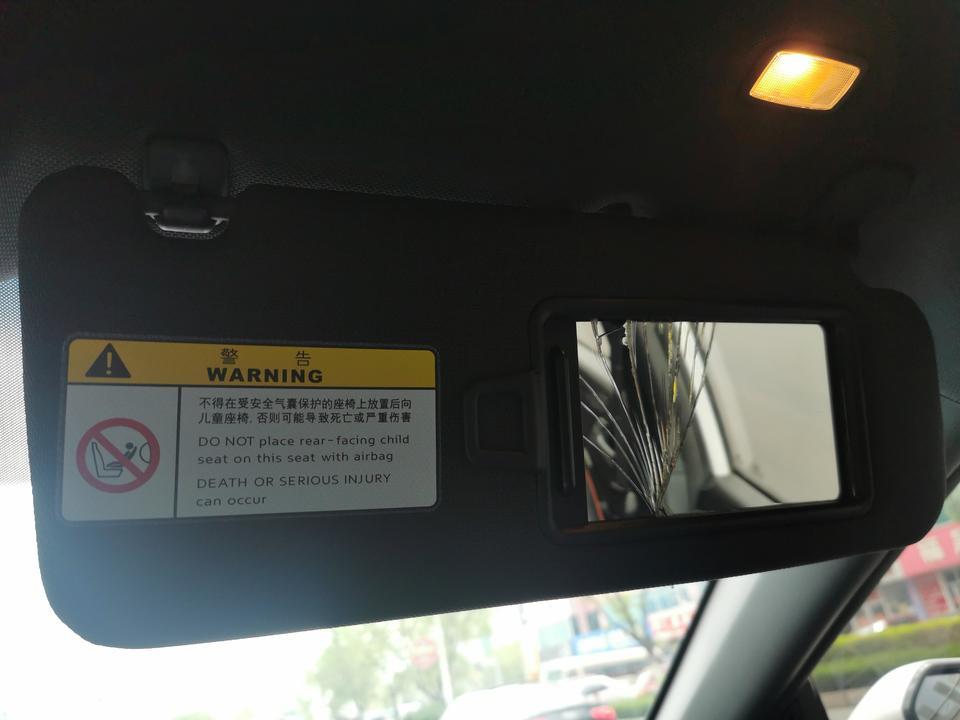 警 告
WARNING
不得在受安全气囊保护的座椅上放置后向
儿童座椅,否则可能导致死亡或严重伤害
DO NOT place rear-facing child
seat on this seat with airbag
DEATH OR SERIOUS INJURY
can occur